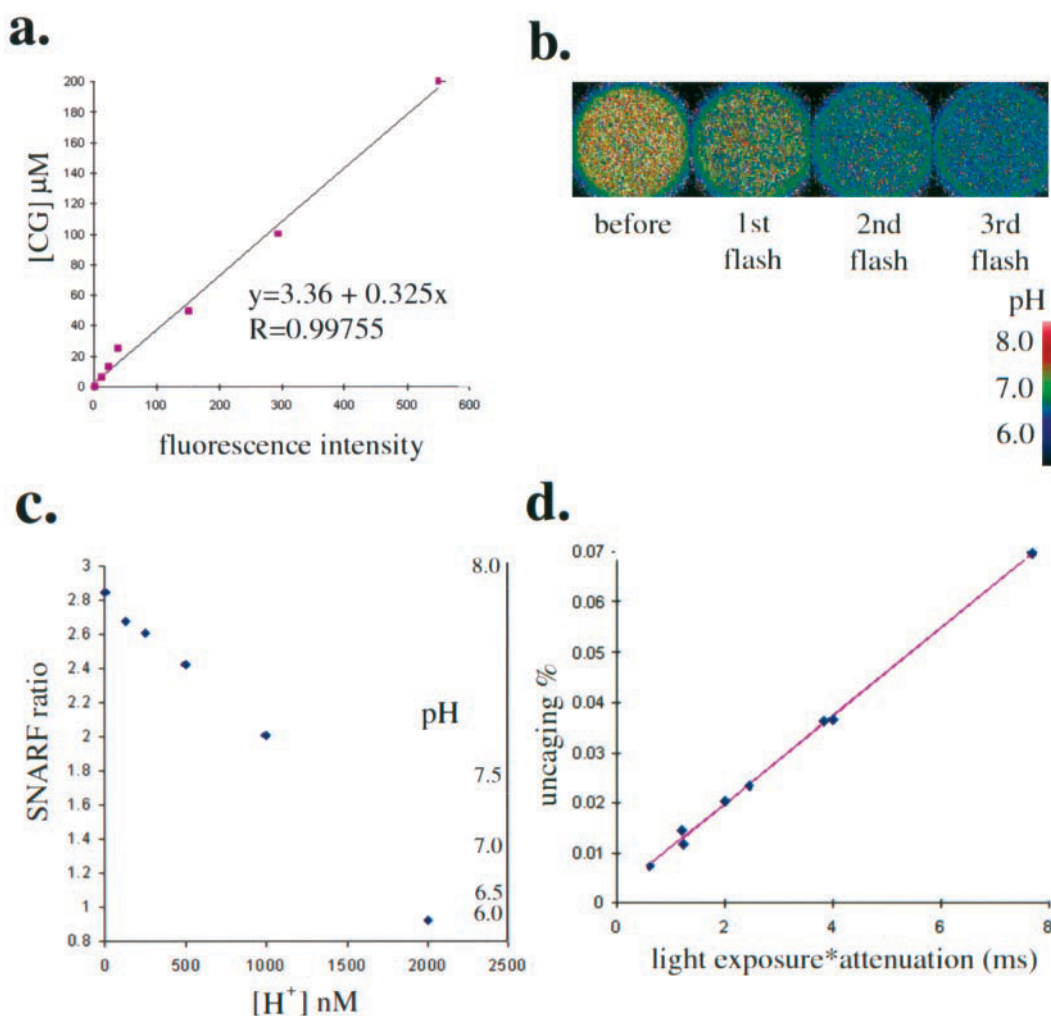 a.
200
180
160
140
120
100
80
60
40
20
0
[CG] μM
y=3.36 + 0.325x
R=0.99755
0 100 200 300 400 500 600
fluorescence intensity
b.
before 1st flash 2nd flash 3rd flash
pH
8.0
7.0
6.0
c.
3
2.8
2.6
2.4
2.2
2
1.8
1.6
1.4
1.2
1
0.8
SNARF ratio
pH
8.0
7.5
7.0
6.5
6.0
0 500 1000 1500 2000 2500
[H⁺] nM
d.
0.07
0.06
0.05
0.04
0.03
0.02
0.01
0
uncaging %
0 2 4 6 8
light exposure*attenuation (ms)